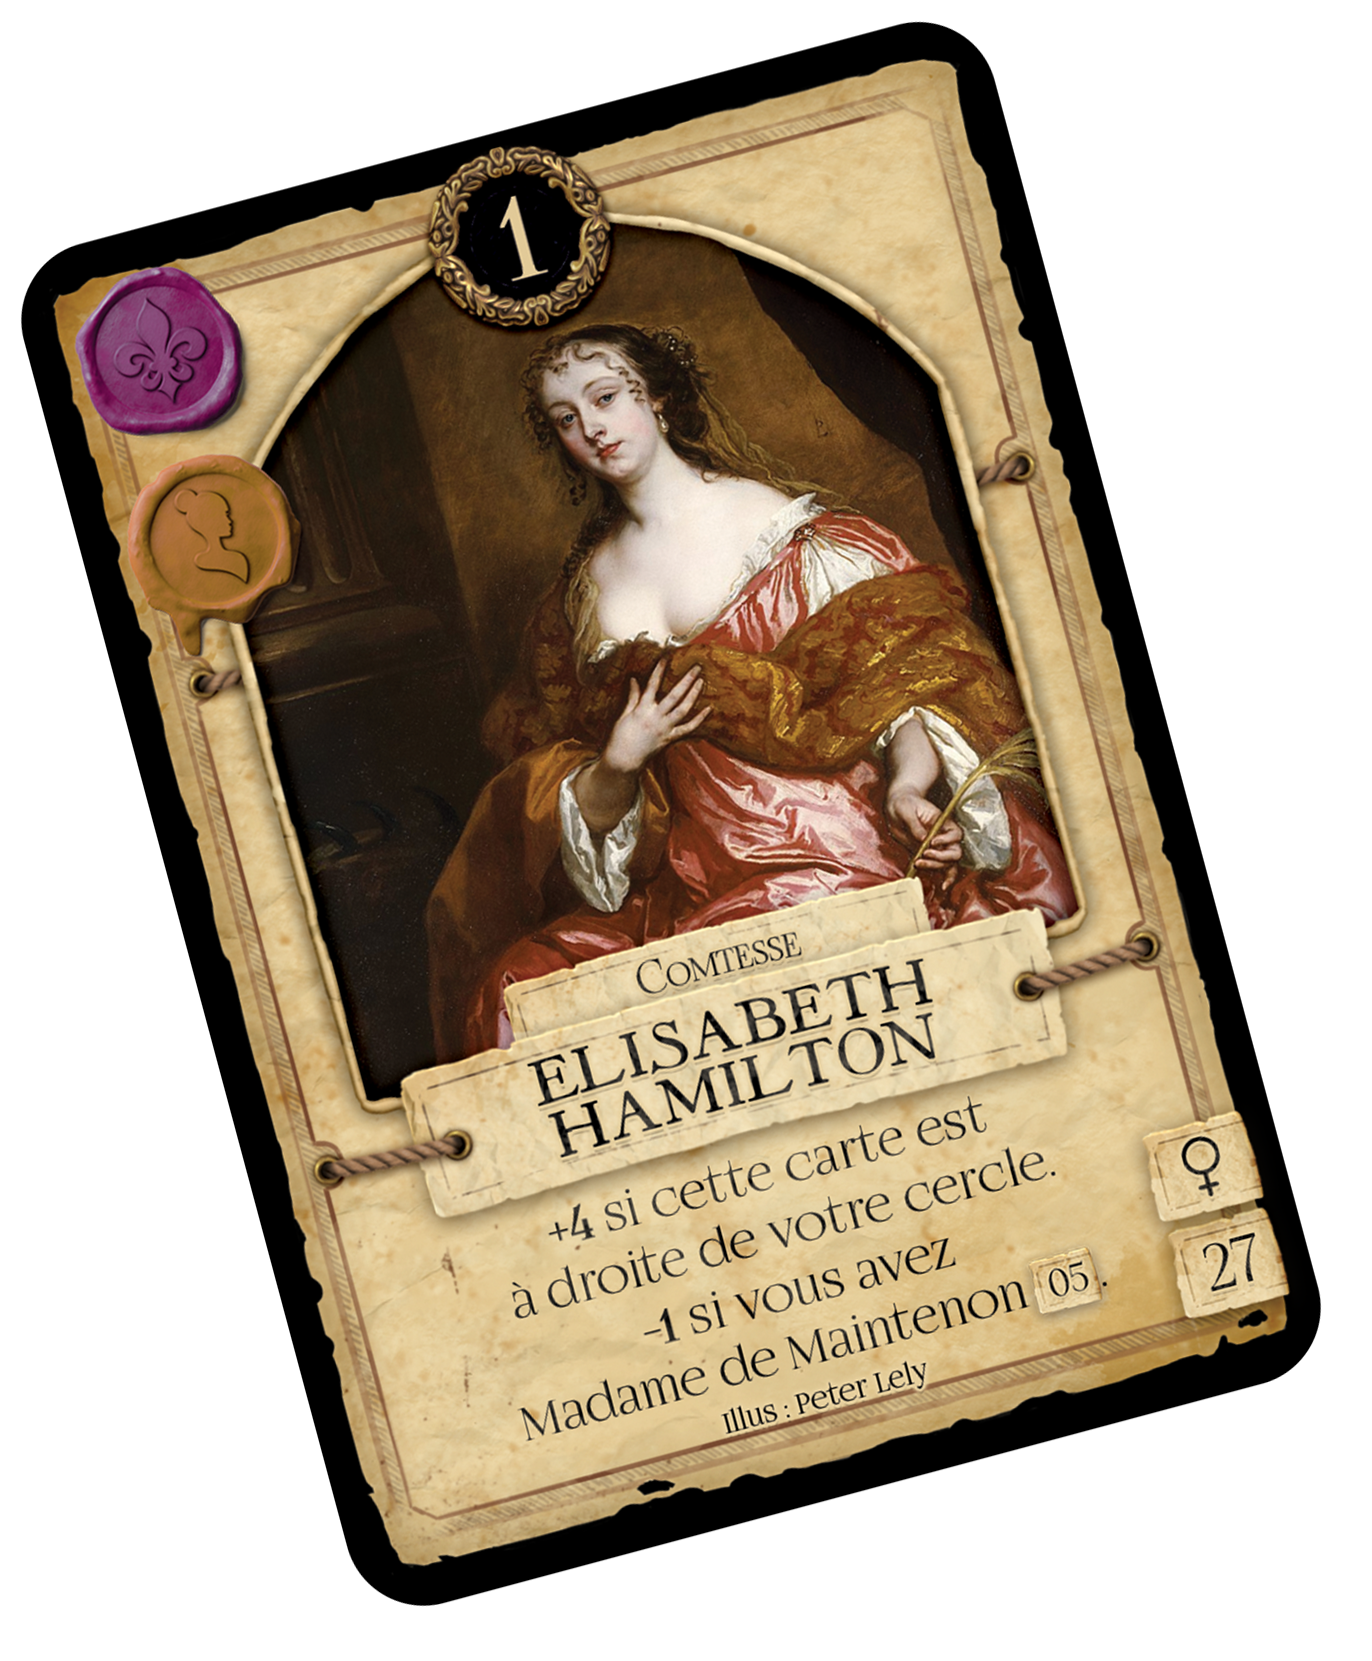 1
COMTESSE
ELISABETH
HAMILTON
+4 si cette carte est
à droite de votre cercle.
-1 si vous avez
Madame de Maintenon 05.
Illus : Peter Lely
♀
27